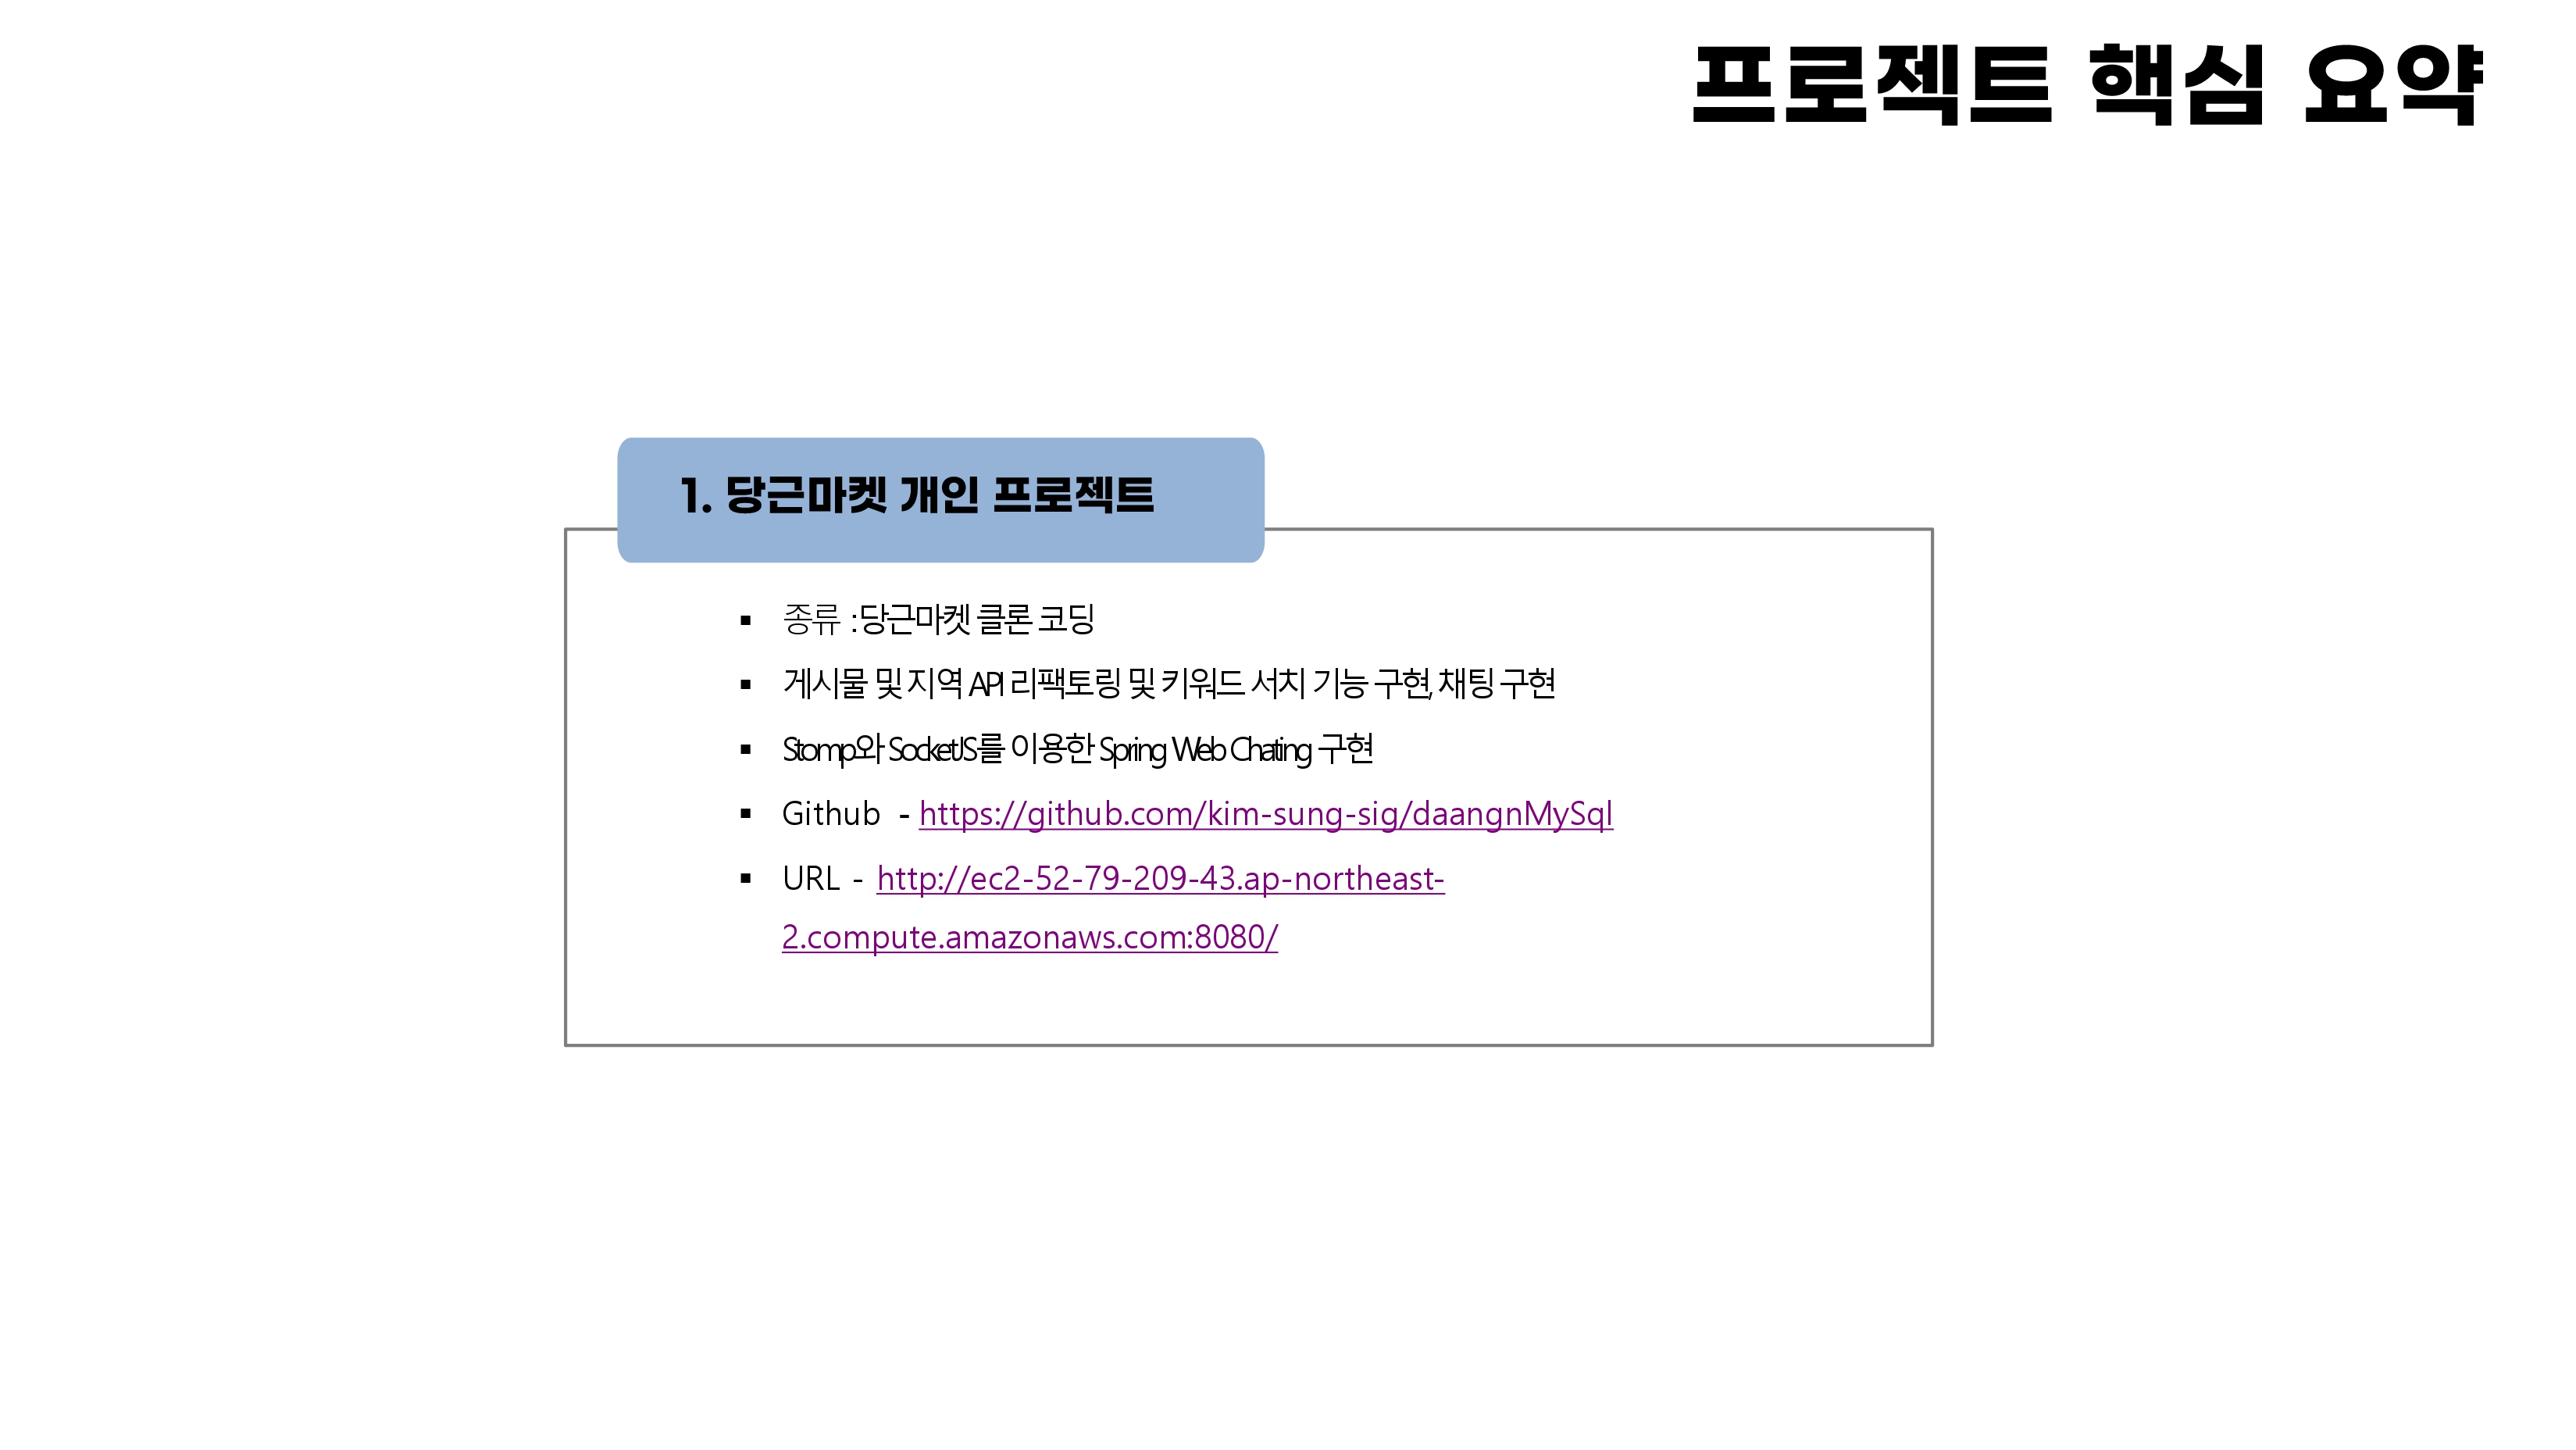 프로젝트 핵심 요약
1. 당근마켓 개인 프로젝트
▪ 종류 : 당근마켓 클론 코딩
▪ 게시물 및 지역 API 리팩토링 및 키워드 서치 기능 구현, 채팅 구현
▪ Stomp와 SocketJS를 이용한 Spring Web Chating 구현
▪ Github - https://github.com/kim-sung-sig/daangnMySql
▪ URL - http://ec2-52-79-209-43.ap-northeast-
2.compute.amazonaws.com:8080/